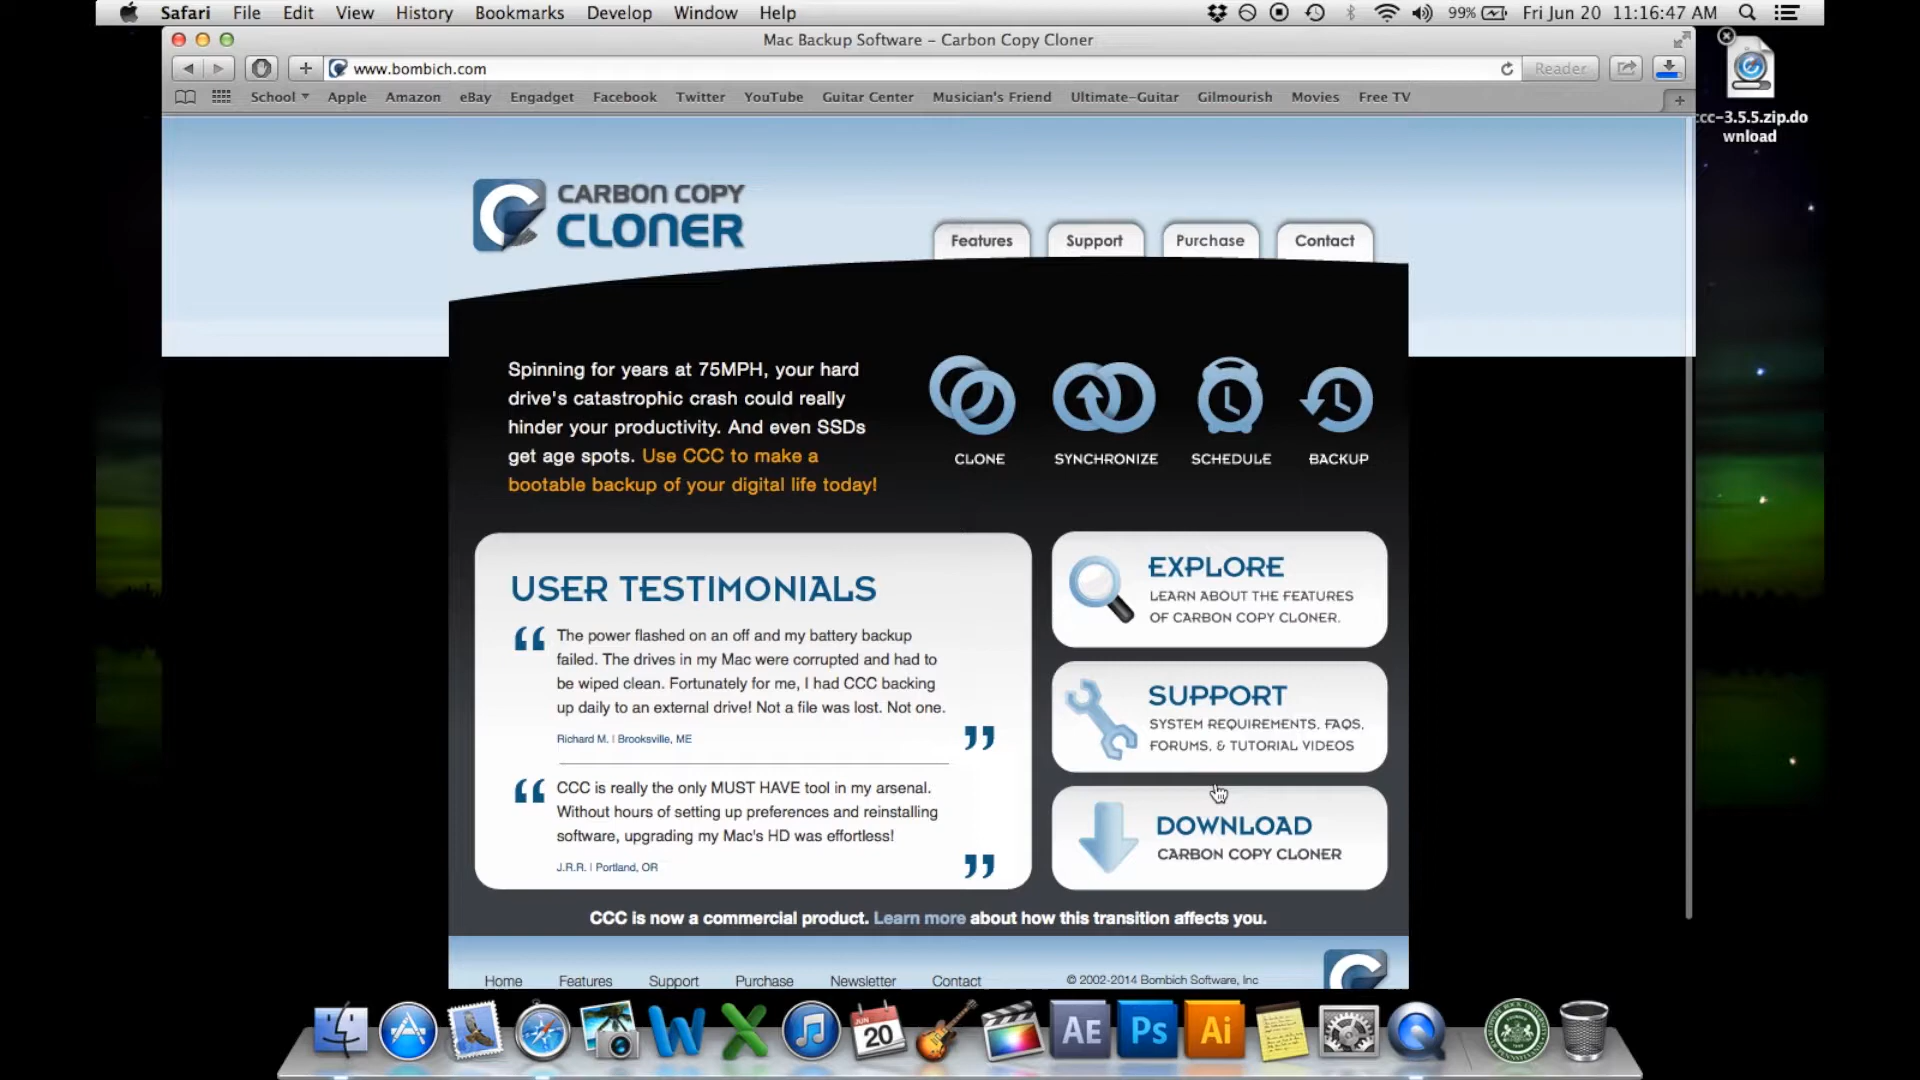 Safari File Edit View History Bookmarks Develop Window Help 99% Fri Jun 20 11:16:47 AM
Mac Backup Software – Carbon Copy Cloner
www.bombich.com Reader
School Apple Amazon eBay Engadget Facebook Twitter YouTube Guitar Center Musician's Friend Ultimate-Guitar Gilmourish Movies Free TV
ccc-3.5.5.zip.do
wnload
CARBON COPY
CLONER
Features Support Purchase Contact
Spinning for years at 75MPH, your hard
drive's catastrophic crash could really
hinder your productivity. And even SSDs
get age spots. Use CCC to make a
bootable backup of your digital life today!
CLONE SYNCHRONIZE SCHEDULE BACKUP
USER TESTIMONIALS
“ The power flashed on an off and my battery backup
failed. The drives in my Mac were corrupted and had to
be wiped clean. Fortunately for me, I had CCC backing
up daily to an external drive! Not a file was lost. Not one.
Richard M. | Brooksville, ME ”
“ CCC is really the only MUST HAVE tool in my arsenal.
Without hours of setting up preferences and reinstalling
software, upgrading my Mac's HD was effortless!
J.R.R. | Portland, OR ”
EXPLORE
LEARN ABOUT THE FEATURES
OF CARBON COPY CLONER.
SUPPORT
SYSTEM REQUIREMENTS, FAQS,
FORUMS, & TUTORIAL VIDEOS
DOWNLOAD
CARBON COPY CLONER
CCC is now a commercial product. Learn more about how this transition affects you.
Home Features Support Purchase Newsletter Contact © 2002-2014 Bombich Software, Inc
JUN
20
AE Ps Ai